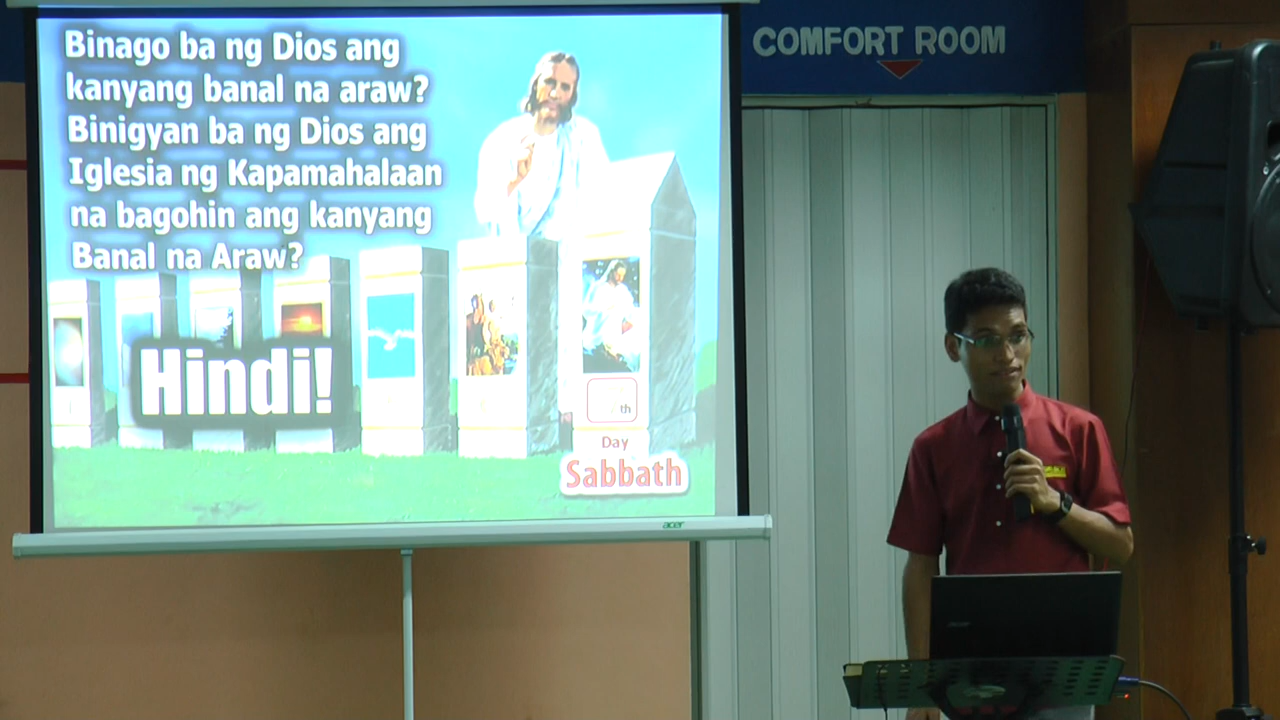 Binago ba ng Dios ang
kanyang banal na araw?
Binigyan ba ng Dios ang
Iglesia ng Kapamahalaan
na bagohin ang kanyang
Banal na Araw?
Hindi!
th
Day
Sabbath
acer
COMFORT ROOM